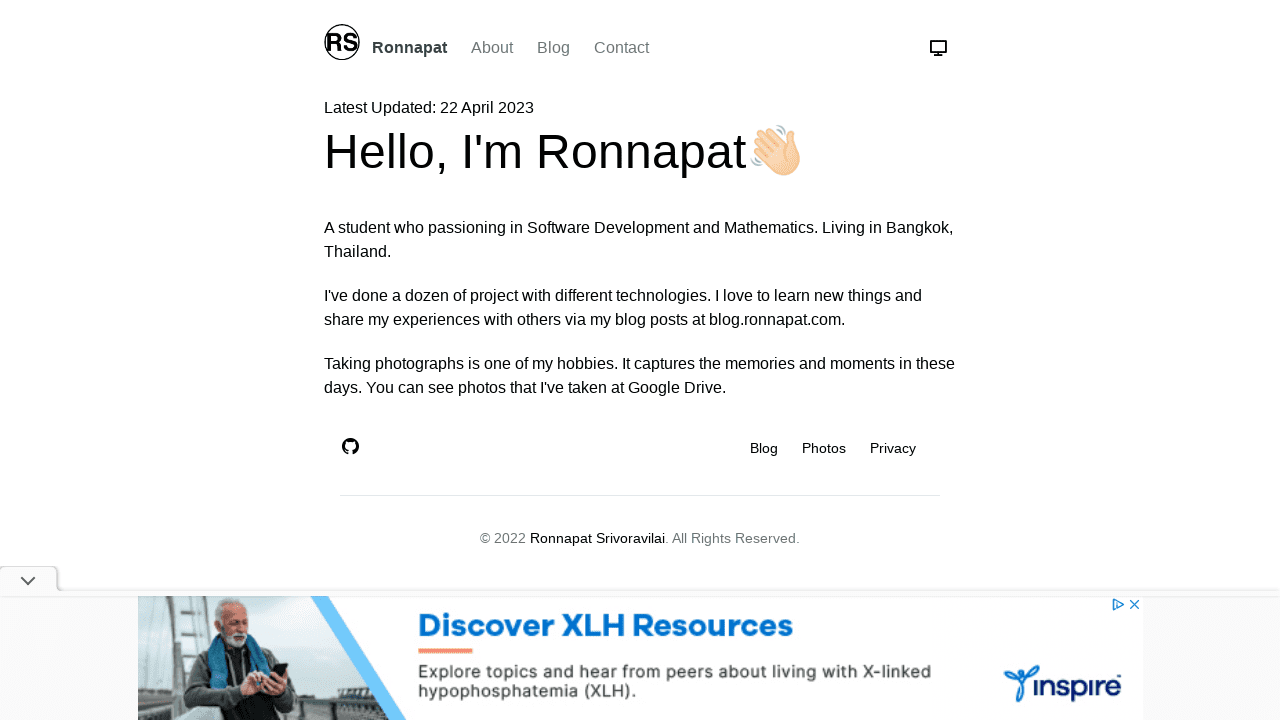 RS Ronnapat About Blog Contact
Latest Updated: 22 April 2023
Hello, I'm Ronnapat👋🏻
A student who passioning in Software Development and Mathematics. Living in Bangkok,
Thailand.
I've done a dozen of project with different technologies. I love to learn new things and
share my experiences with others via my blog posts at blog.ronnapat.com.
Taking photographs is one of my hobbies. It captures the memories and moments in these
days. You can see photos that I've taken at Google Drive.
Blog Photos Privacy
© 2022 Ronnapat Srivoravilai. All Rights Reserved.
Discover XLH Resources
Explore topics and hear from peers about living with X-linked
hypophosphatemia (XLH).
inspire